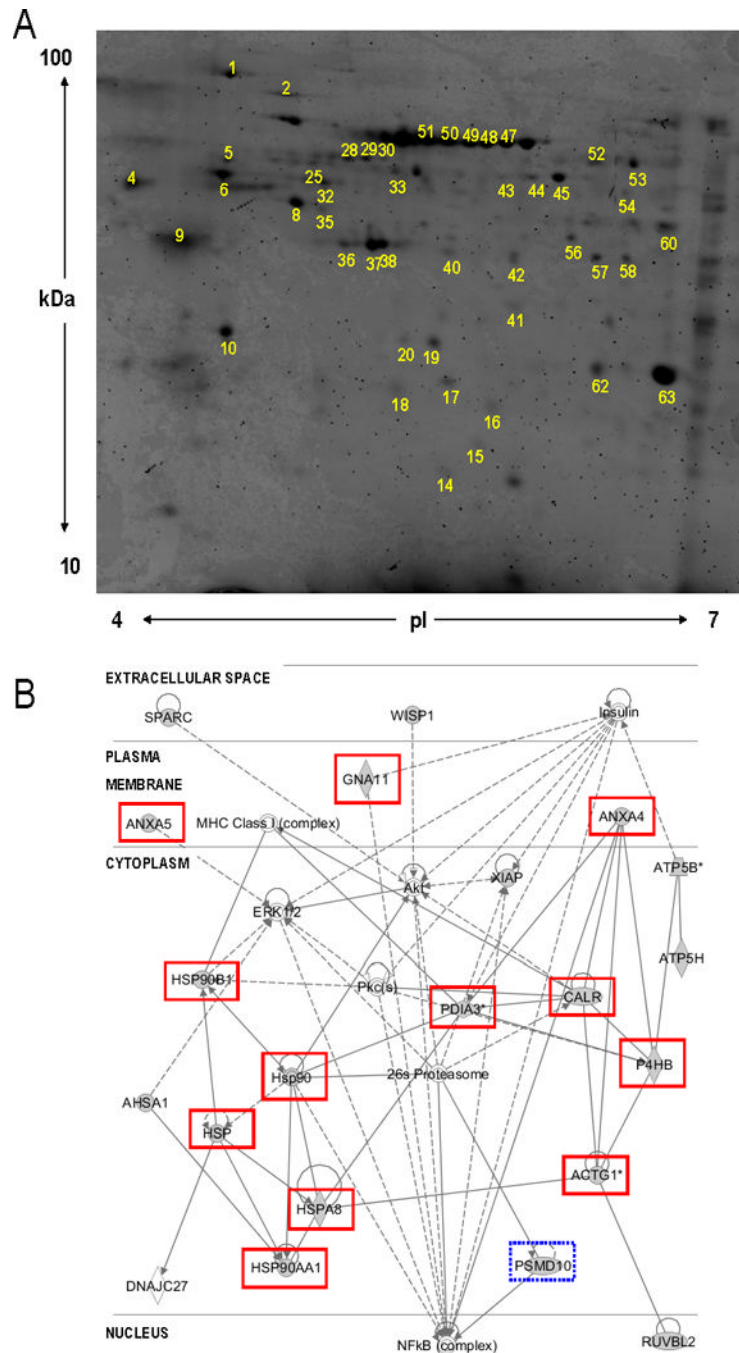 A
100
1
2
51 50 49 48 47
28 29 30
52
5
4
6
25
32
33
43 44 45
53
54
8
35
9
36 37 38
40
42
56
57 58
60
kDa
41
10
20 19
18
17
16
62
63
15
14
10
4 pI 7
B
EXTRACELLULAR SPACE
SPARC
WISP1
Insulin
PLASMA
MEMBRANE
GNA11
ANXA5
MHC Class I (complex)
ANXA4
CYTOPLASM
ATP5B*
Akt
XIAP
ERK1/2
ATP5H
HSP90B1
Pkc(s)
PDIA3*
CALR
P4HB
Hsp90
26s Proteasome
AHSA1
HSP
ACTG1*
HSPA8
HSP90AA1
PSMD10
DNAJC27
NUCLEUS
NFkB (complex)
RUVBL2